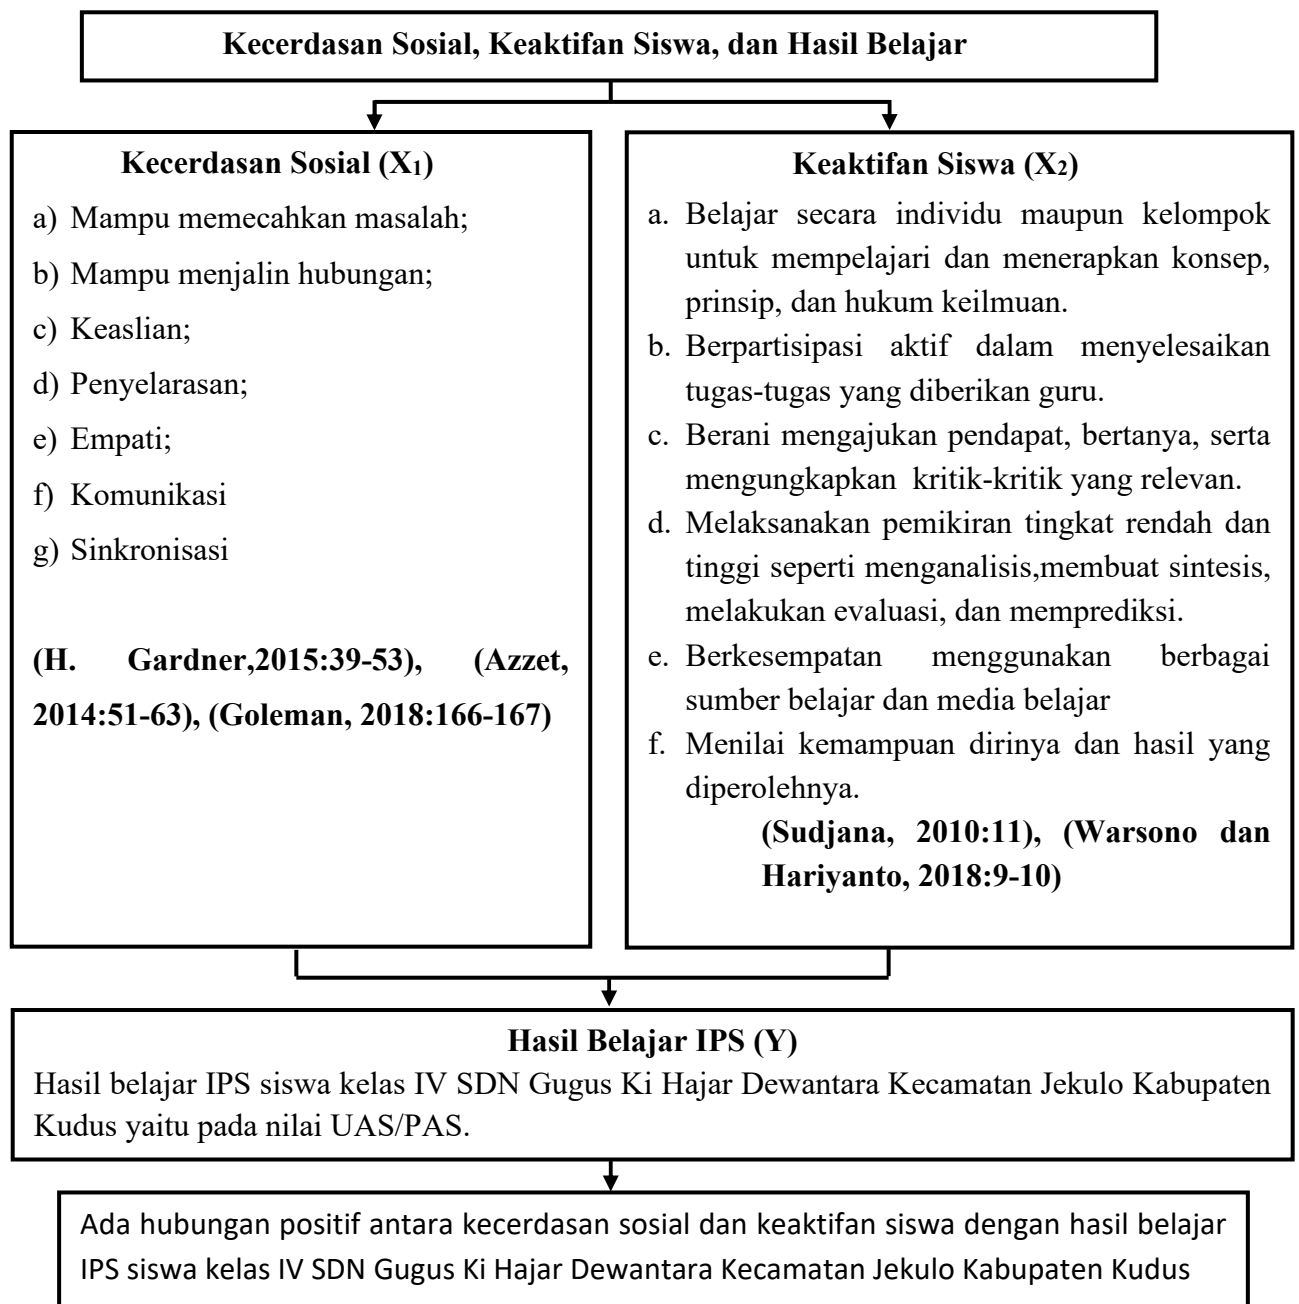 Kecerdasan Sosial, Keaktifan Siswa, dan Hasil Belajar
Kecerdasan Sosial (X1)
a) Mampu memecahkan masalah;
b) Mampu menjalin hubungan;
c) Keaslian;
d) Penyelarasan;
e) Empati;
f) Komunikasi
g) Sinkronisasi
(H. Gardner,2015:39-53), (Azzet,
2014:51-63), (Goleman, 2018:166-167)
Keaktifan Siswa (X2)
a. Belajar secara individu maupun kelompok
untuk mempelajari dan menerapkan konsep,
prinsip, dan hukum keilmuan.
b. Berpartisipasi aktif dalam menyelesaikan
tugas-tugas yang diberikan guru.
c. Berani mengajukan pendapat, bertanya, serta
mengungkapkan kritik-kritik yang relevan.
d. Melaksanakan pemikiran tingkat rendah dan
tinggi seperti menganalisis,membuat sintesis,
melakukan evaluasi, dan memprediksi.
e. Berkesempatan menggunakan berbagai
sumber belajar dan media belajar
f. Menilai kemampuan dirinya dan hasil yang
diperolehnya.
(Sudjana, 2010:11), (Warsono dan
Hariyanto, 2018:9-10)
Hasil Belajar IPS (Y)
Hasil belajar IPS siswa kelas IV SDN Gugus Ki Hajar Dewantara Kecamatan Jekulo Kabupaten
Kudus yaitu pada nilai UAS/PAS.
Ada hubungan positif antara kecerdasan sosial dan keaktifan siswa dengan hasil belajar
IPS siswa kelas IV SDN Gugus Ki Hajar Dewantara Kecamatan Jekulo Kabupaten Kudus